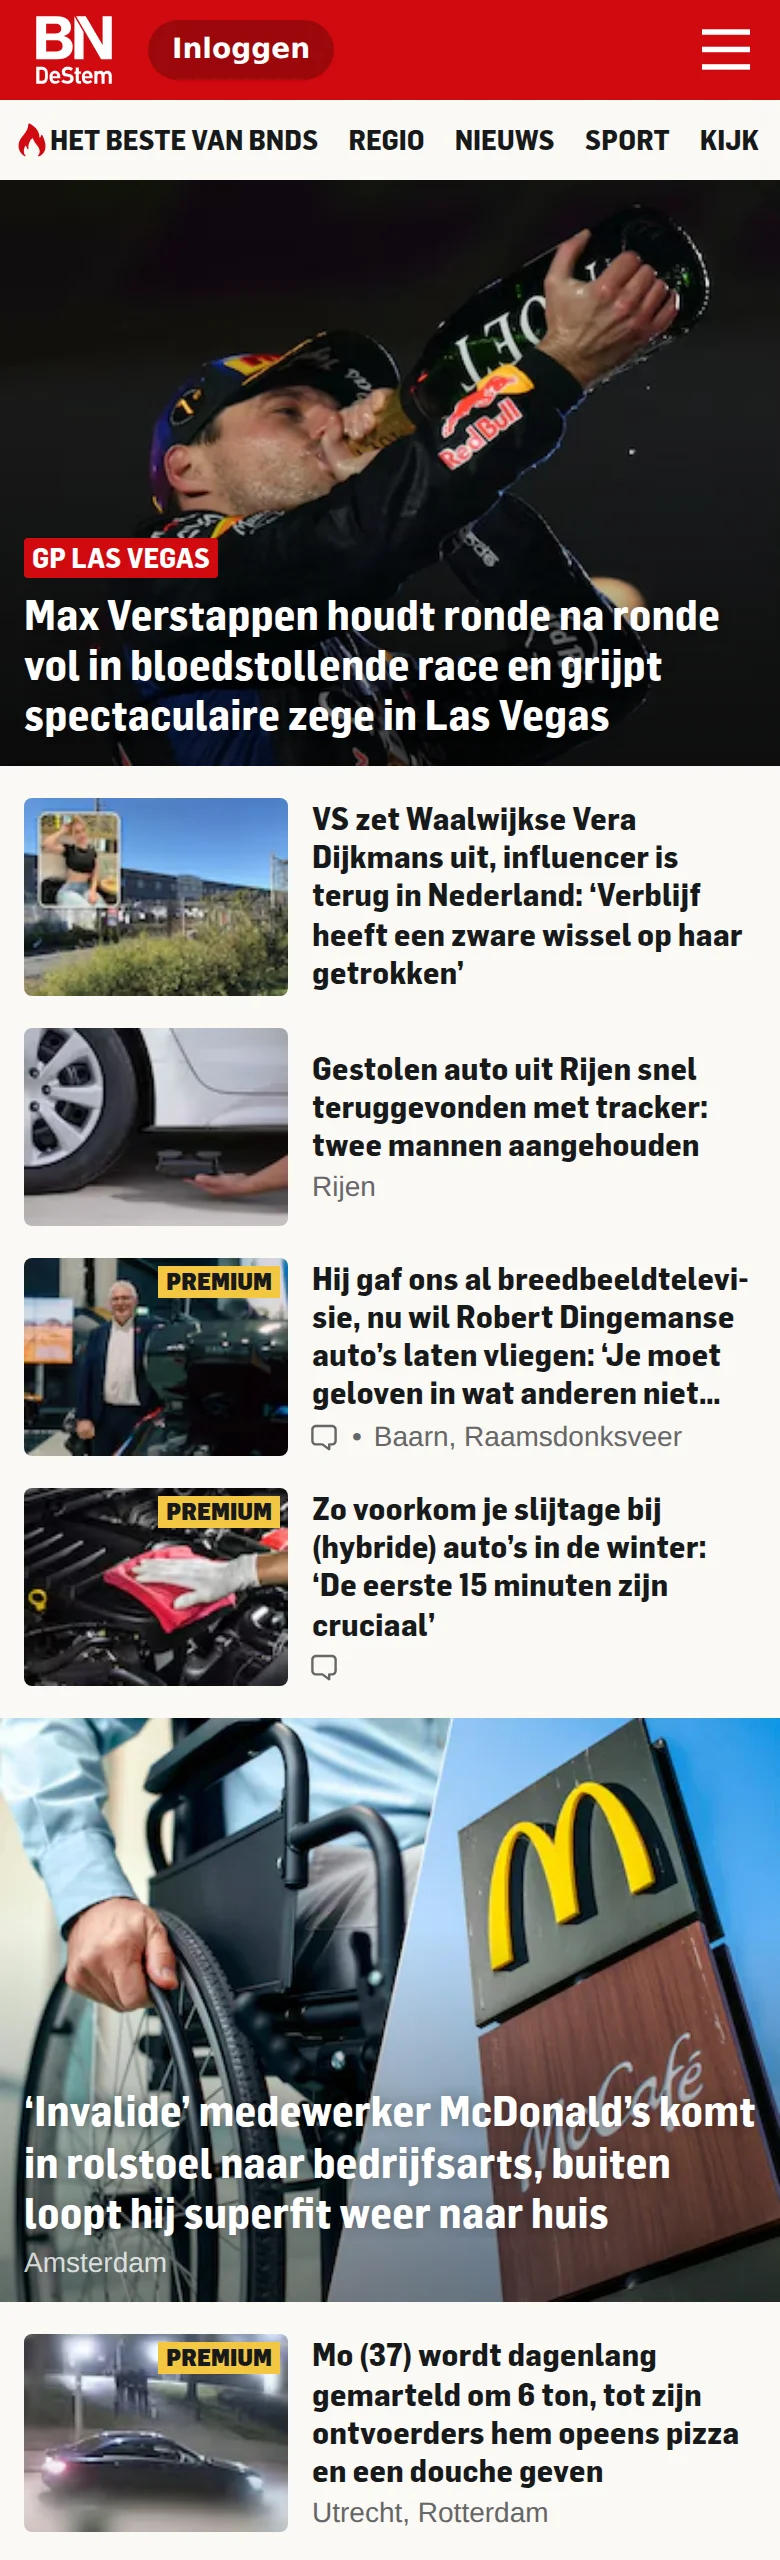 BN
DeStem
Inloggen
HET BESTE VAN BNDS REGIO NIEUWS SPORT KIJK
MOËT
Red Bull
GP LAS VEGAS
Max Verstappen houdt ronde na ronde
vol in bloedstollende race en grijpt
spectaculaire zege in Las Vegas
VS zet Waalwijkse Vera
Dijkmans uit, influencer is
terug in Nederland: ‘Verblijf
heeft een zware wissel op haar
getrokken’
Gestolen auto uit Rijen snel
teruggevonden met tracker:
twee mannen aangehouden
Rijen
PREMIUM
Hij gaf ons al breedbeeldtelevi-
sie, nu wil Robert Dingemanse
auto’s laten vliegen: ‘Je moet
geloven in wat anderen niet...
• Baarn, Raamsdonksveer
PREMIUM
Zo voorkom je slijtage bij
(hybride) auto’s in de winter:
‘De eerste 15 minuten zijn
cruciaal’
McCafé
‘Invalide’ medewerker McDonald’s komt
in rolstoel naar bedrijfsarts, buiten
loopt hij superfit weer naar huis
Amsterdam
PREMIUM
Mo (37) wordt dagenlang
gemarteld om 6 ton, tot zijn
ontvoerders hem opeens pizza
en een douche geven
Utrecht, Rotterdam